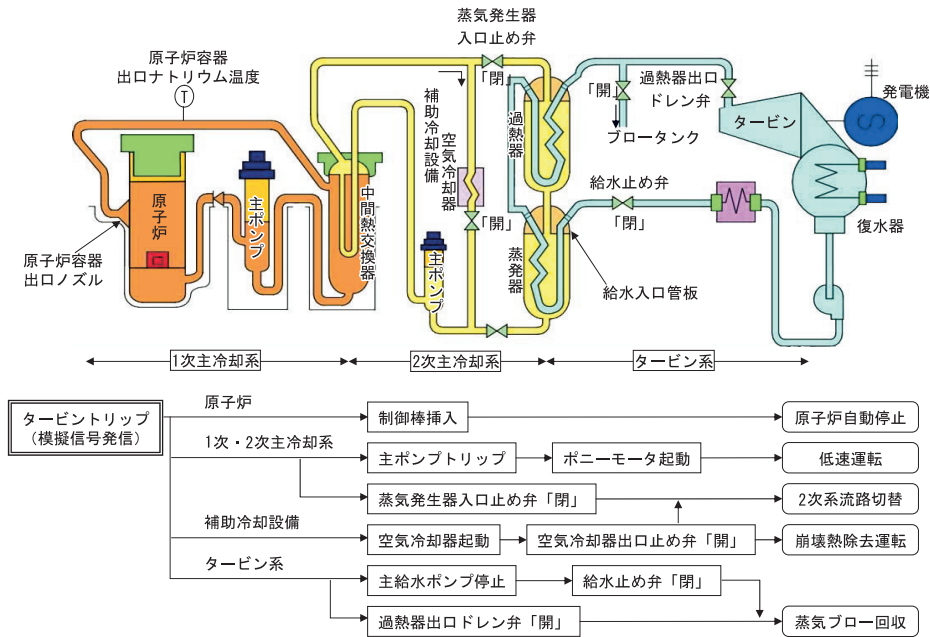 蒸気発生器
入口止め弁
原子炉容器
出口ナトリウム温度
T
「閉」
補助冷却設備
空気冷却器
「開」
過熱器
「開」
過熱器出口
ドレン弁
ブロータンク
タービン
発電機
S
原子炉
主ポンプ
中間熱交換器
主ポンプ
蒸発器
給水止め弁
「閉」
復水器
原子炉容器
出口ノズル
給水入口管板
1次主冷却系
2次主冷却系
タービン系
タービントリップ
（模擬信号発信）
原子炉
制御棒挿入
原子炉自動停止
1次・2次主冷却系
主ポンプトリップ
ポニーモータ起動
低速運転
蒸気発生器入口止め弁「閉」
2次系流路切替
補助冷却設備
空気冷却器起動
空気冷却器出口止め弁「開」
崩壊熱除去運転
タービン系
主給水ポンプ停止
給水止め弁「閉」
過熱器出口ドレン弁「開」
蒸気ブロー回収